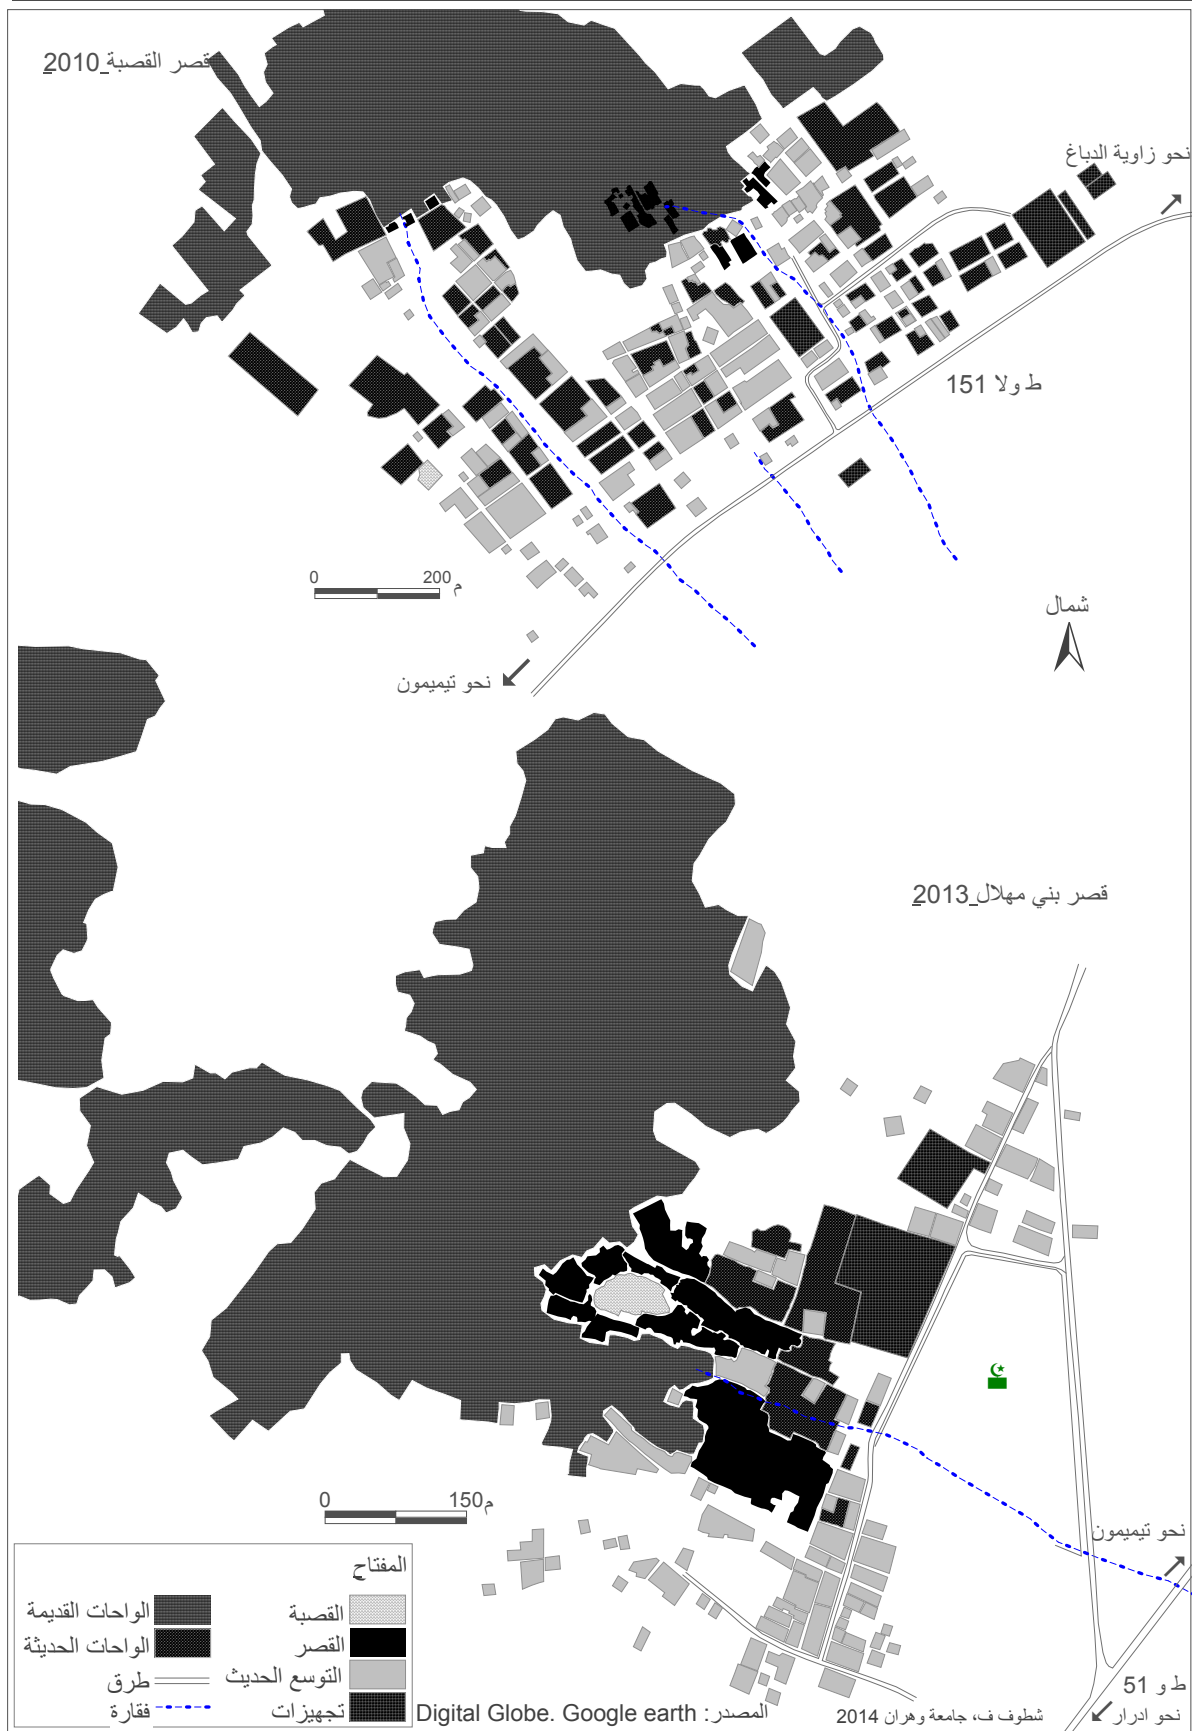 قصر القصبة_2010
نحو زاوية الدباغ
ط ولا 151
0 200 م
شمال
نحو تيميمون
قصر بني مهلال_2013
0 150 م
نحو تيميمون
ط و 51
نحو ادرار
المفتاح
القصبة
القصر
التوسع الحديث
تجهيزات
الواحات القديمة
الواحات الحديثة
طرق
فقارة
المصدر: Digital Globe. Google earth
شطوف ف، جامعة وهران 2014